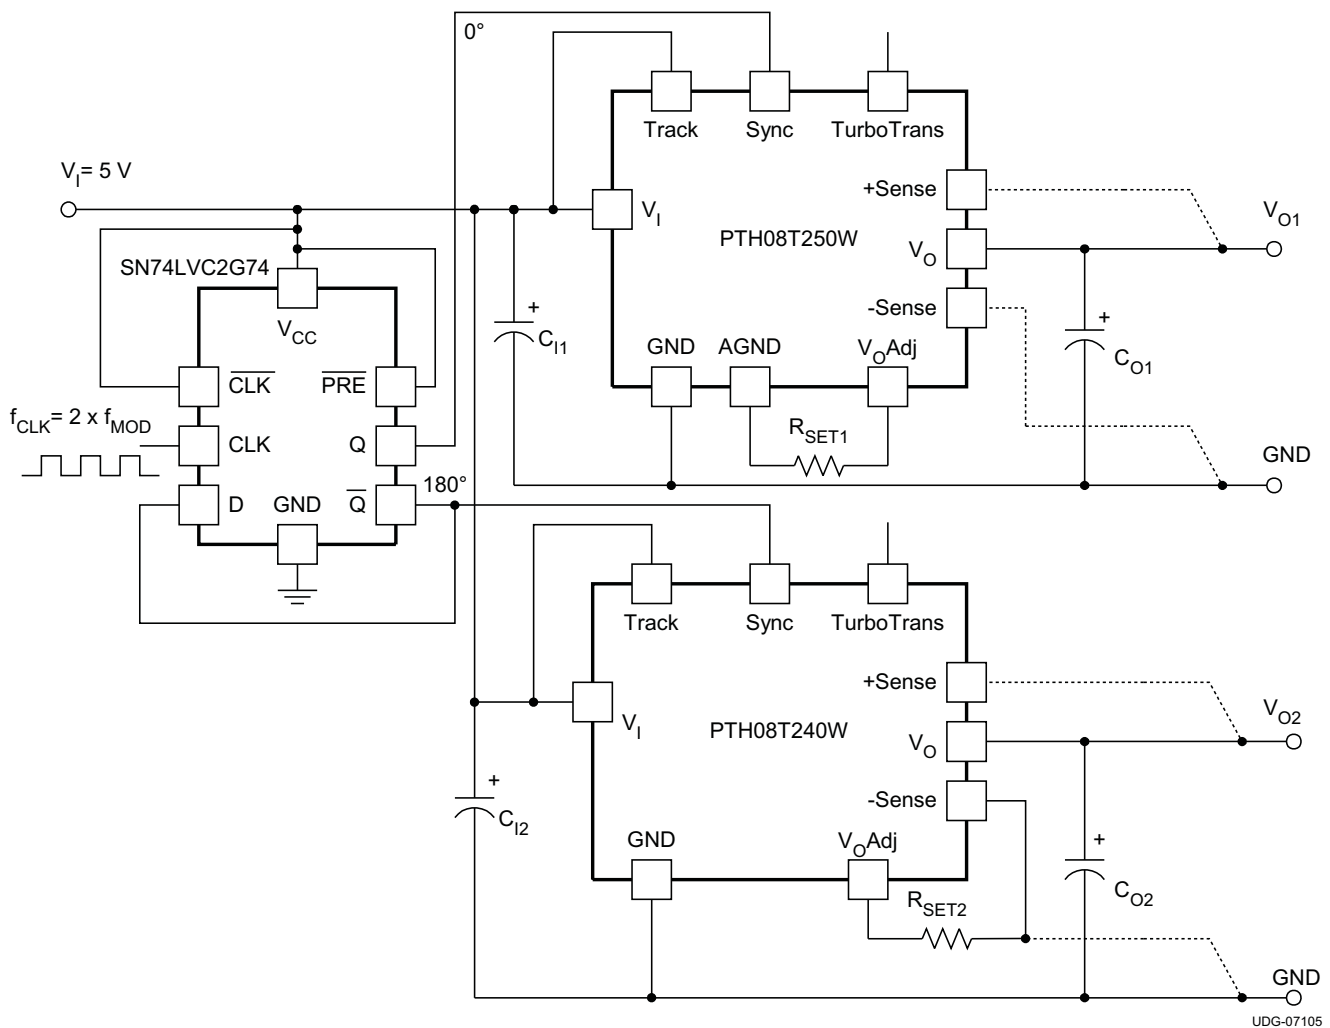 0°
Track
Sync
TurboTrans
V_I= 5 V
+Sense
V_I
PTH08T250W
V_O
V_O1
SN74LVC2G74
-Sense
V_CC
+
C_I1
GND
AGND
V_OAdj
+
C_O1
C̅L̅K̅
P̅R̅E̅
f_CLK= 2 x f_MOD
CLK
Q
R_SET1
GND
D
GND
Q̅
180°
Track
Sync
TurboTrans
+Sense
V_I
PTH08T240W
V_O
V_O2
-Sense
+
C_I2
GND
V_OAdj
+
C_O2
R_SET2
GND
UDG-07105